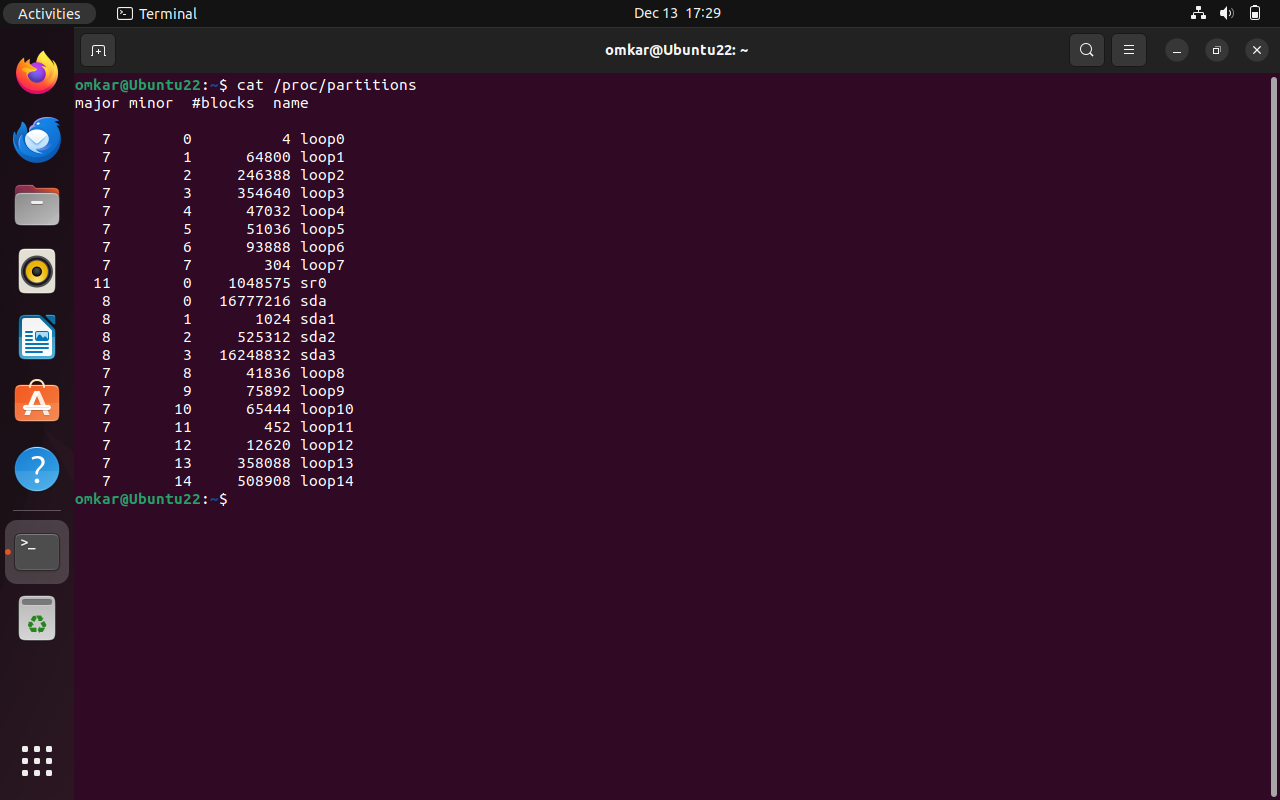 Activities Terminal Dec 13 17:29
omkar@Ubuntu22: ~
omkar@Ubuntu22:~$ cat /proc/partitions
major minor  #blocks  name

   7        0          4 loop0
   7        1      64800 loop1
   7        2     246388 loop2
   7        3     354640 loop3
   7        4      47032 loop4
   7        5      51036 loop5
   7        6      93888 loop6
   7        7        304 loop7
  11        0    1048575 sr0
   8        0   16777216 sda
   8        1       1024 sda1
   8        2     525312 sda2
   8        3   16248832 sda3
   7        8      41836 loop8
   7        9      75892 loop9
   7       10      65444 loop10
   7       11        452 loop11
   7       12      12620 loop12
   7       13     358088 loop13
   7       14     508908 loop14
omkar@Ubuntu22:~$